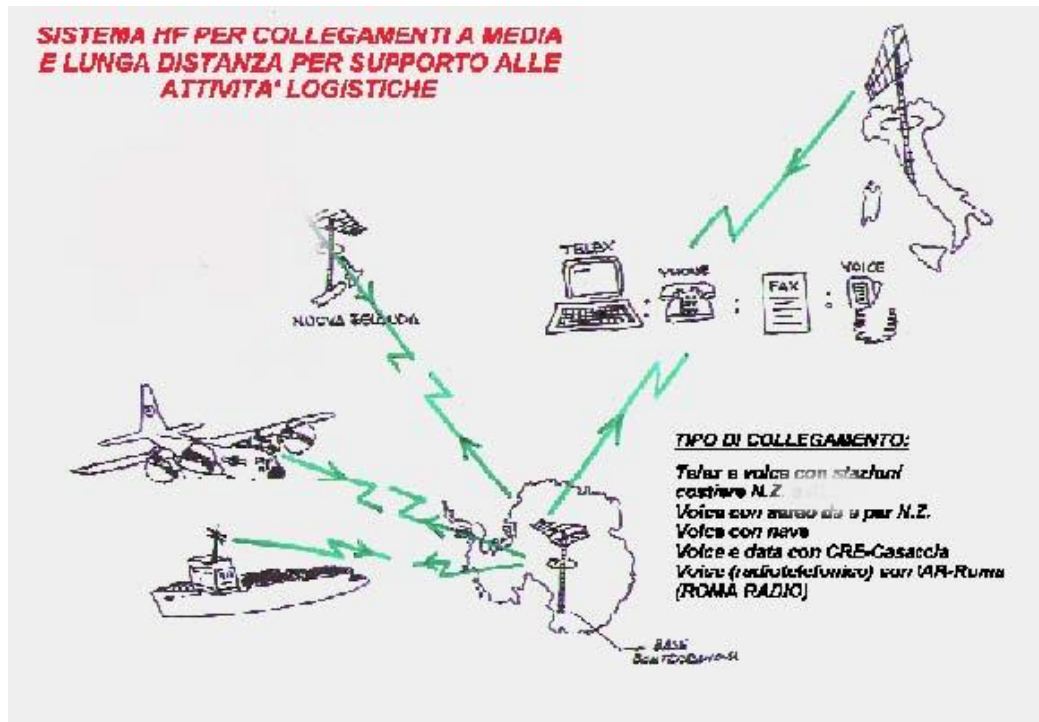 SISTEMA HF PER COLLEGAMENTI A MEDIA
E LUNGA DISTANZA PER SUPPORTO ALLE
ATTIVITA' LOGISTICHE
TELEX
PHONE
FAX
VOICE
NUOVA ZELANDA
TIPO DI COLLEGAMENTO:
Telex e voice con stazioni
costiere N.Z.
Voice con aereo da e per N.Z.
Voice con nave
Voice e data con CRE-Casaccia
Voice (radiotelefonico) con IAR-Roma
(ROMA RADIO)
BASE